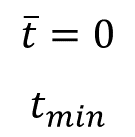 t̄ = 0
t_min